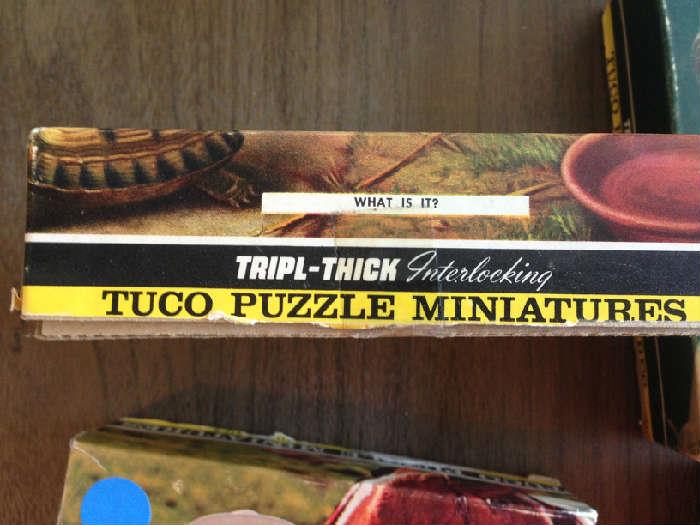 WHAT IS IT?
TRIPL-THICK Interlocking
TUCO PUZZLE MINIATURES